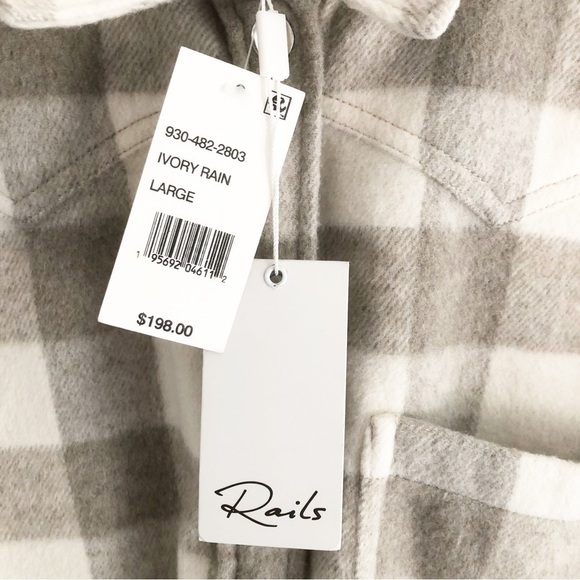 930-482-2803
IVORY RAIN
LARGE
1 95692 04611 2
$198.00
Rails